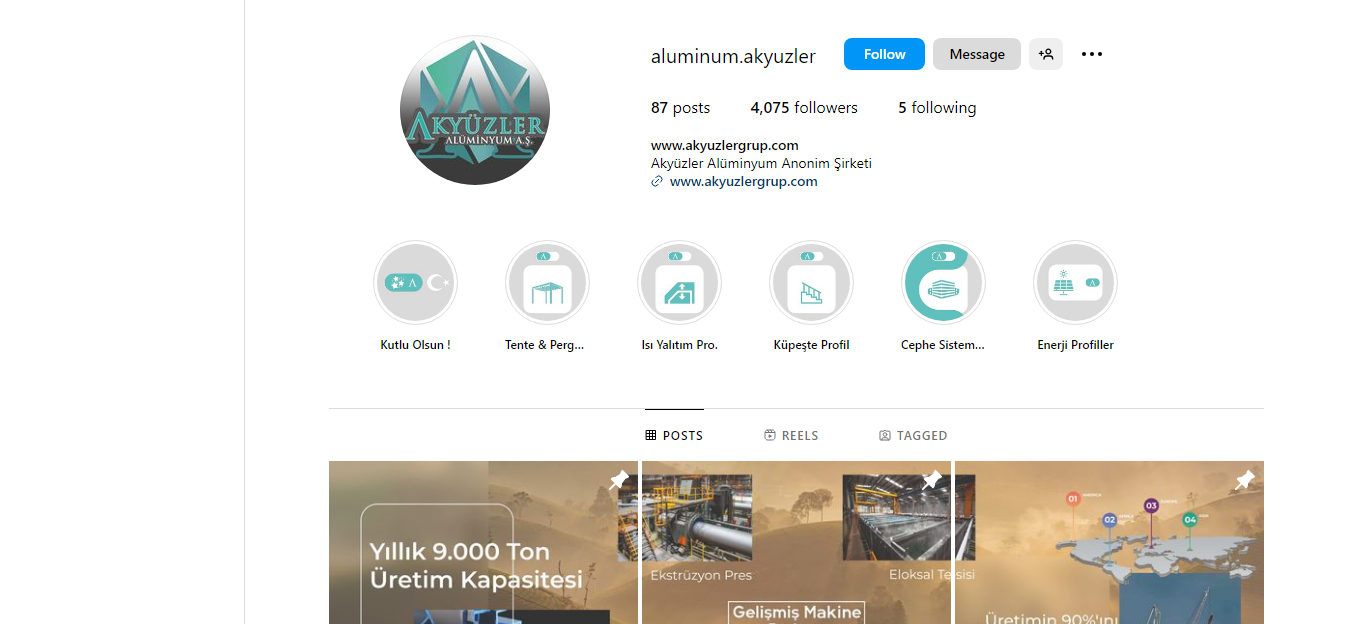 aluminum.akyuzler
Follow
Message
87 posts
4,075 followers
5 following
www.akyuzlergrup.com
Akyüzler Alüminyum Anonim Şirketi
www.akyuzlergrup.com
AKYÜZLER
ALÜMİNYUM A.Ş.
Kutlu Olsun !
Tente & Perg...
Isı Yalıtım Pro.
Küpeşte Profil
Cephe Sistem...
Enerji Profiller
POSTS
REELS
TAGGED
Yıllık 9.000 Ton
Üretim Kapasitesi
Ekstrüzyon Pres
Eloksal Tesisi
Gelişmiş Makine
01
02
03
04
Üretimin 90%'ını